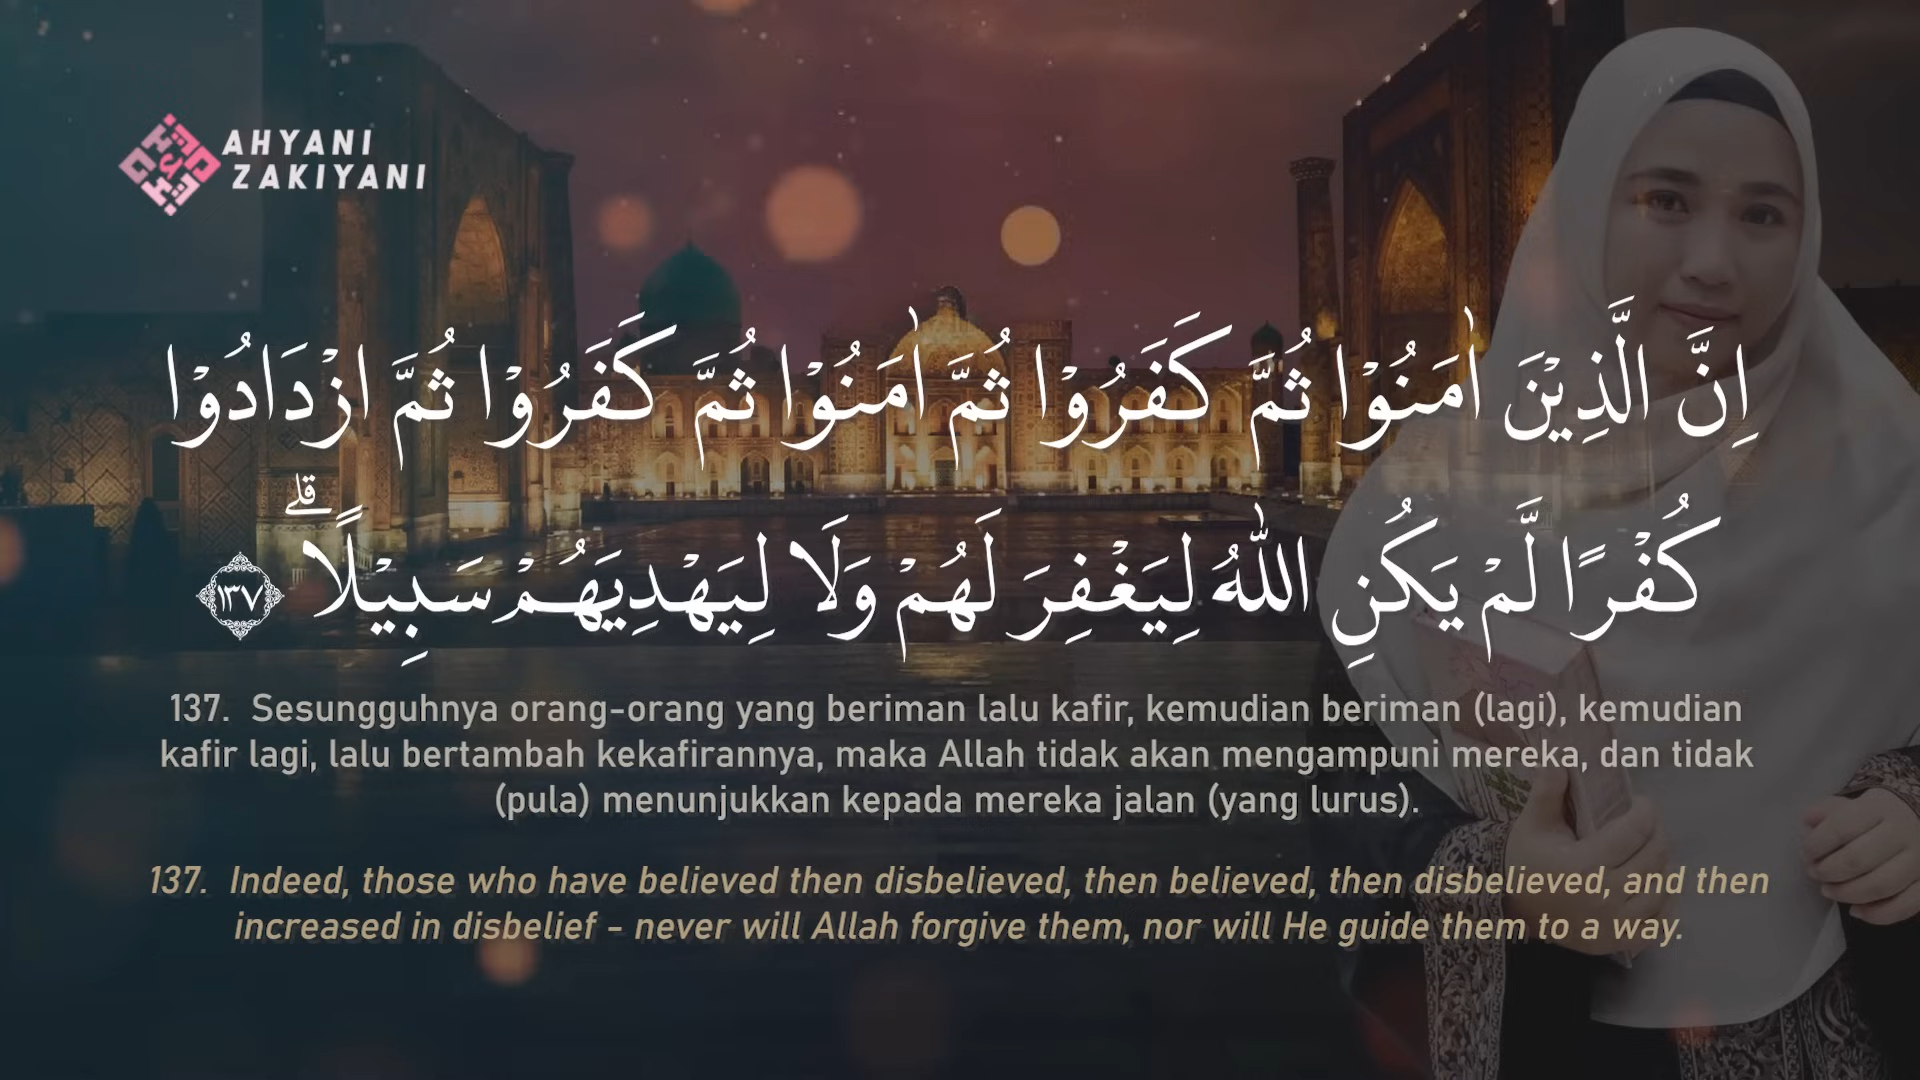 AHYANI
ZAKIYANI
اِنَّ الَّذِيْنَ اٰمَنُوْا ثُمَّ كَفَرُوْا ثُمَّ اٰمَنُوْا ثُمَّ كَفَرُوْا ثُمَّ ازْدَادُوْا
كُفْرًا لَّمْ يَكُنِ اللّٰهُ لِيَغْفِرَ لَهُمْ وَلَا لِيَهْدِيَهُمْ سَبِيْلًاۗ ١٣٧
137. Sesungguhnya orang-orang yang beriman lalu kafir, kemudian beriman (lagi), kemudian
kafir lagi, lalu bertambah kekafirannya, maka Allah tidak akan mengampuni mereka, dan tidak
(pula) menunjukkan kepada mereka jalan (yang lurus).
137. Indeed, those who have believed then disbelieved, then believed, then disbelieved, and then
increased in disbelief - never will Allah forgive them, nor will He guide them to a way.